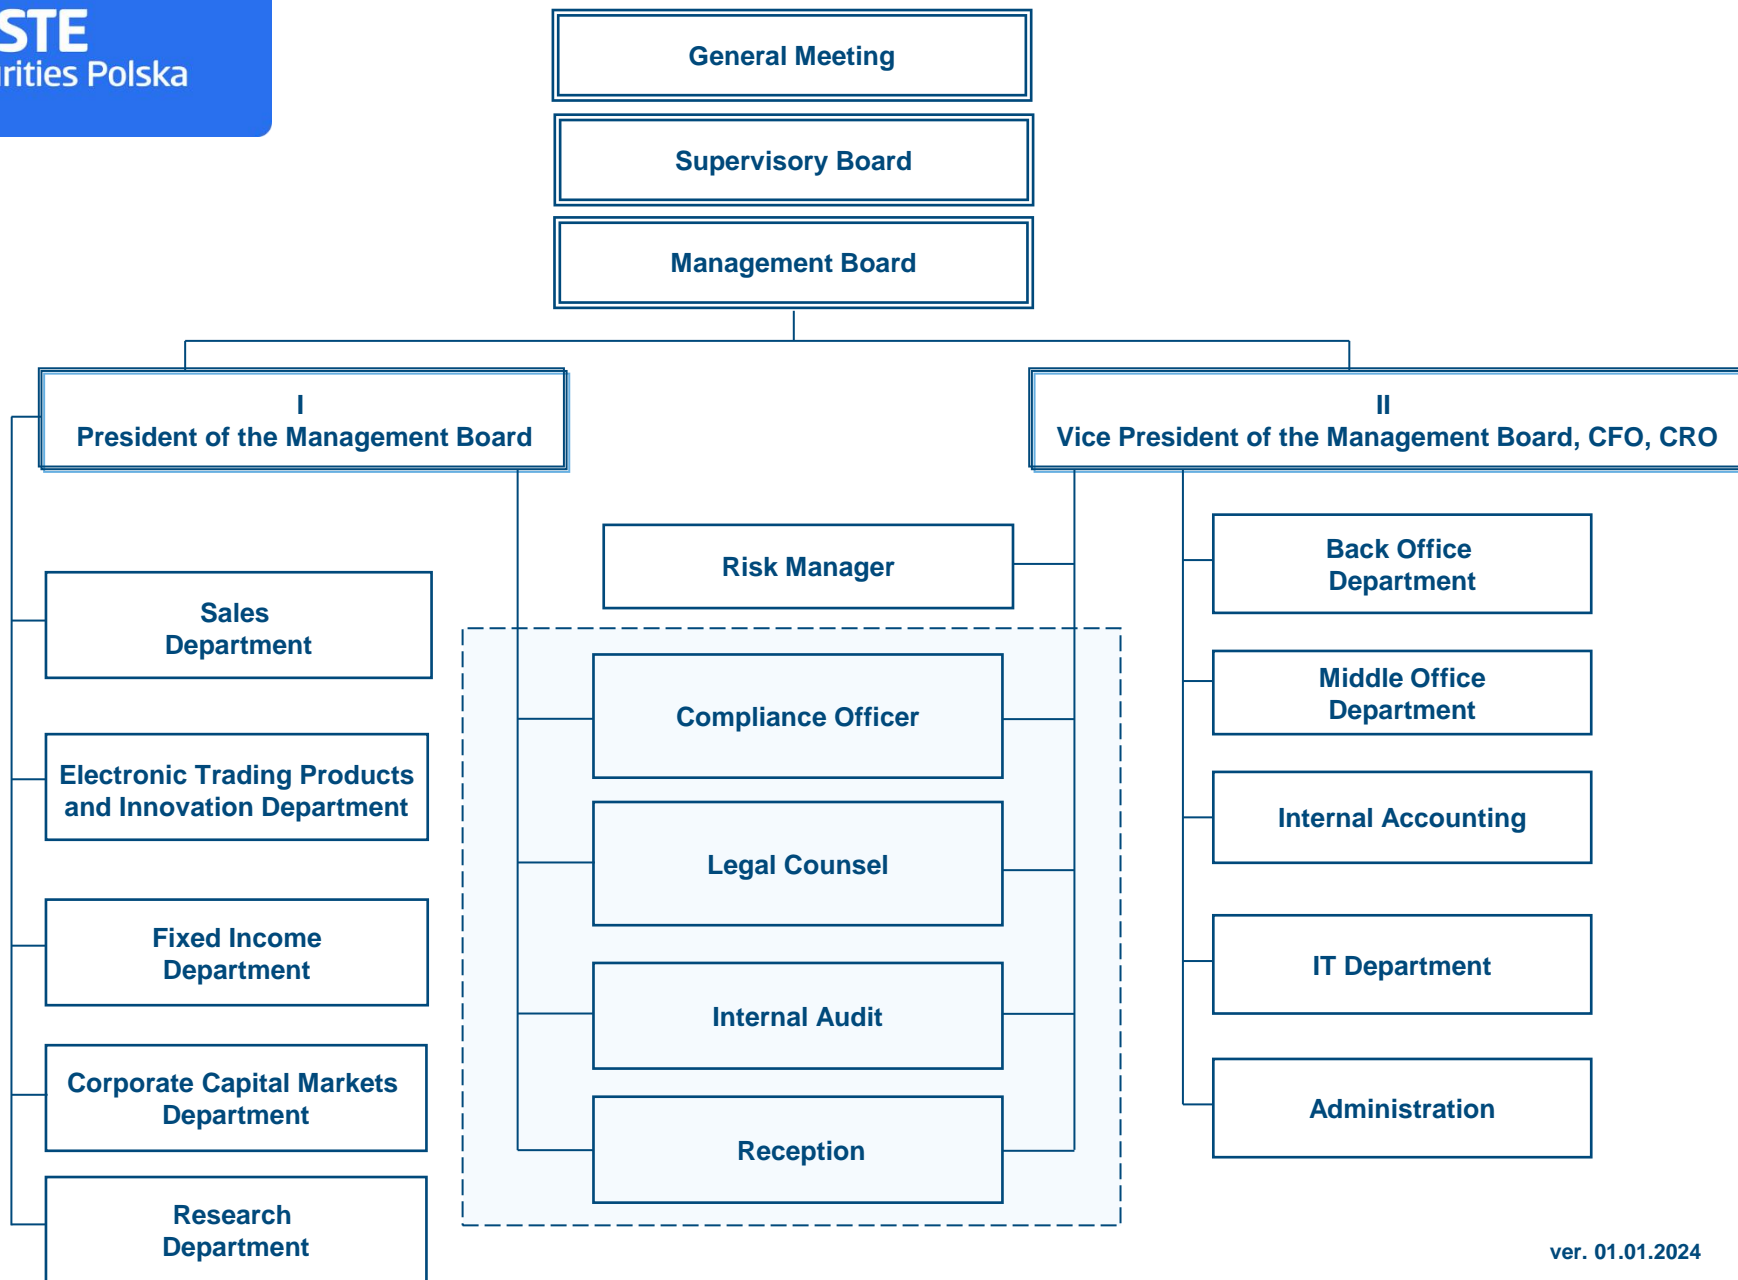 Polska
General Meeting
Supervisory Board
Management Board
I
President of the Management Board
II
Vice President of the Management Board, CFO, CRO
Sales
Department
Electronic Trading Products
and Innovation Department
Fixed Income
Department
Corporate Capital Markets
Department
Research
Department
Risk Manager
Compliance Officer
Legal Counsel
Internal Audit
Reception
Back Office
Department
Middle Office
Department
Internal Accounting
IT Department
Administration
ver. 01.01.2024